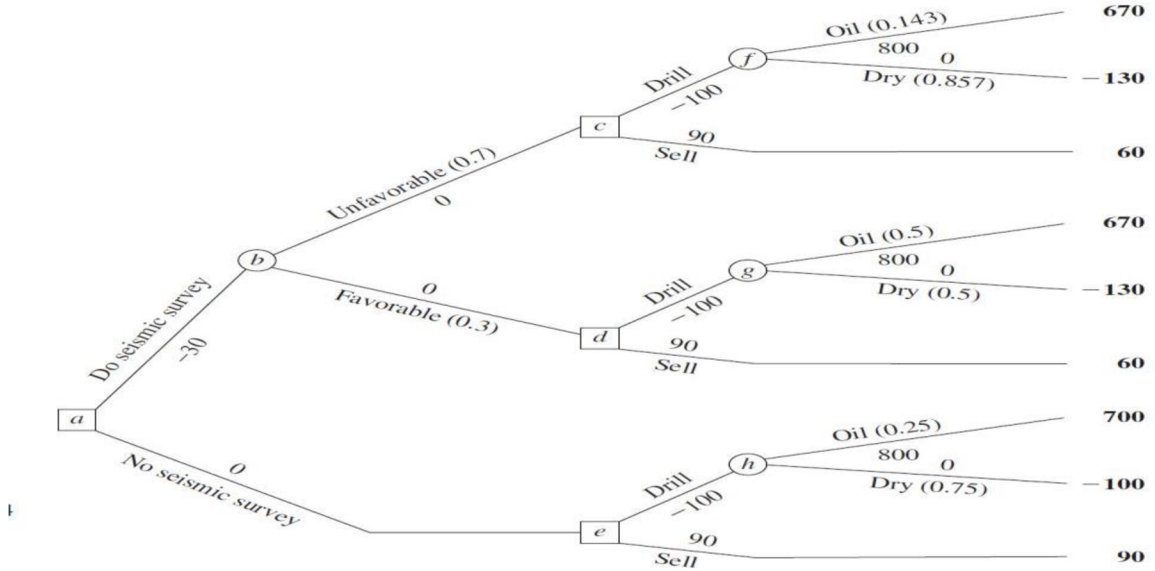 670
Oil (0.143)
800
0
Dry (0.857)
−130
f
Drill
−100
c
90
Sell
60
Unfavorable (0.7)
0
b
670
Oil (0.5)
800
0
Dry (0.5)
−130
g
Drill
−100
0
Favorable (0.3)
d
90
Sell
60
Do seismic survey
−30
a
700
Oil (0.25)
800
0
Dry (0.75)
−100
h
Drill
−100
0
No seismic survey
e
90
Sell
90